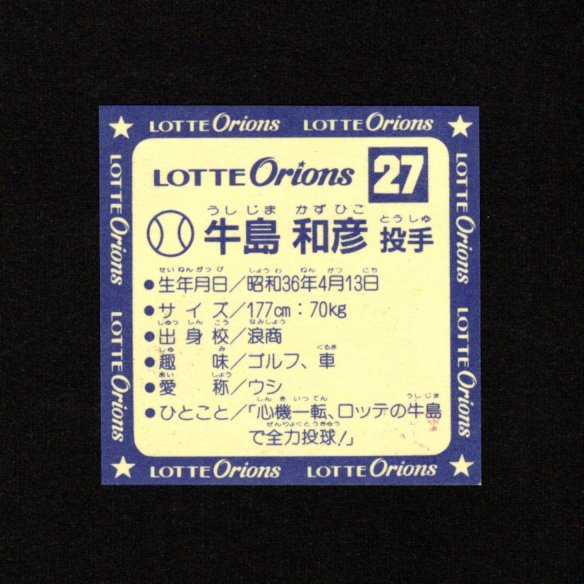 LOTTE Orions LOTTE Orions
LOTTE Orions
LOTTE Orions
LOTTE Orions
LOTTE Orions
LOTTE Orions 27
うしじま かずひこ とうしゅ
牛島 和彦 投手
せいねんがっぴ しょうわ ねん がつ にち
●生年月日/昭和36年4月13日
●サイズ/177cm:70kg
しゅっしんこう なみしょう
●出身校/浪商
しゅ み くるま
●趣味/ゴルフ、車
あい しょう
●愛称/ウシ
しんきいってん うしじま
●ひとこと/「心機一転、ロッテの牛島
ぜんりょくとうきゅう
で全力投球!」
LOTTE Orions LOTTE Orions